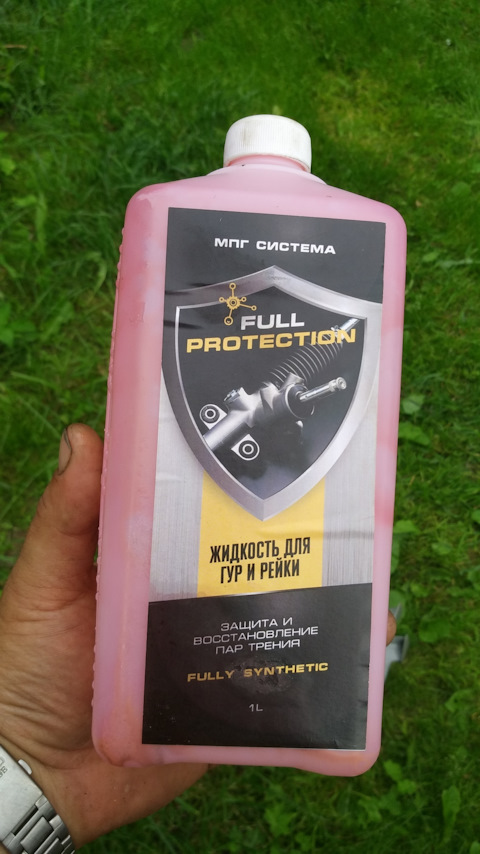 МПГ СИСТЕМА
FULL
PROTECTION
ЖИДКОСТЬ ДЛЯ
ГУР И РЕЙКИ
ЗАЩИТА И
ВОССТАНОВЛЕНИЕ
ПАР ТРЕНИЯ
FULLY SYNTHETIC
1L